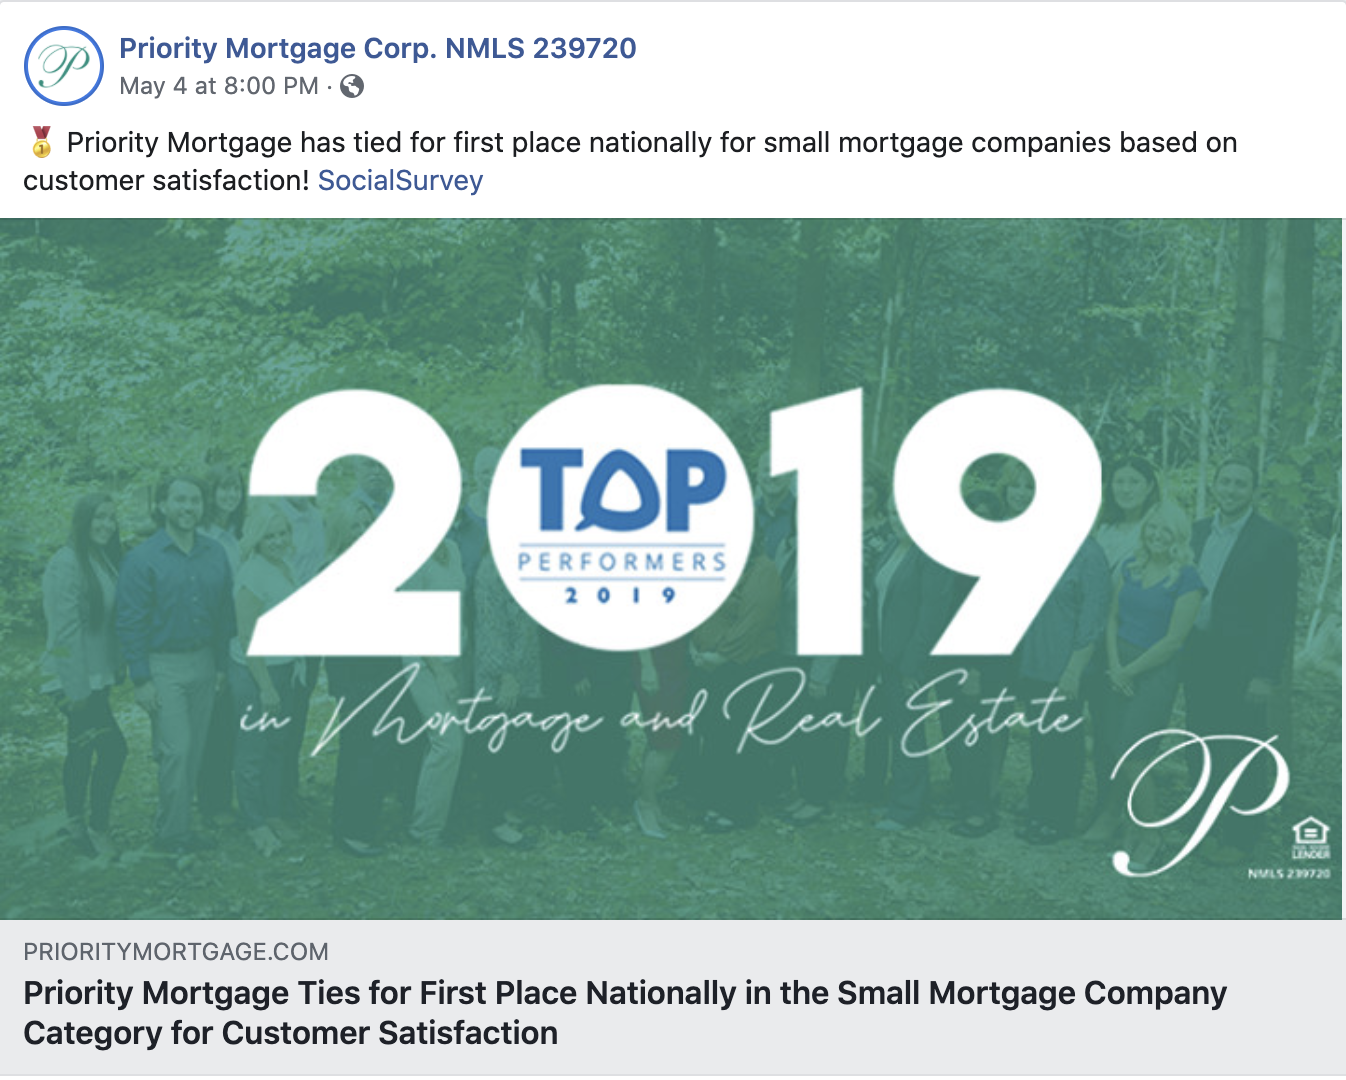 Priority Mortgage Corp. NMLS 239720
May 4 at 8:00 PM ·
Priority Mortgage has tied for first place nationally for small mortgage companies based on
customer satisfaction! SocialSurvey
2019
TOP
PERFORMERS
2019
in Mortgage and Real Estate
P
LENDER
NMLS 239720
PRIORITYMORTGAGE.COM
Priority Mortgage Ties for First Place Nationally in the Small Mortgage Company
Category for Customer Satisfaction